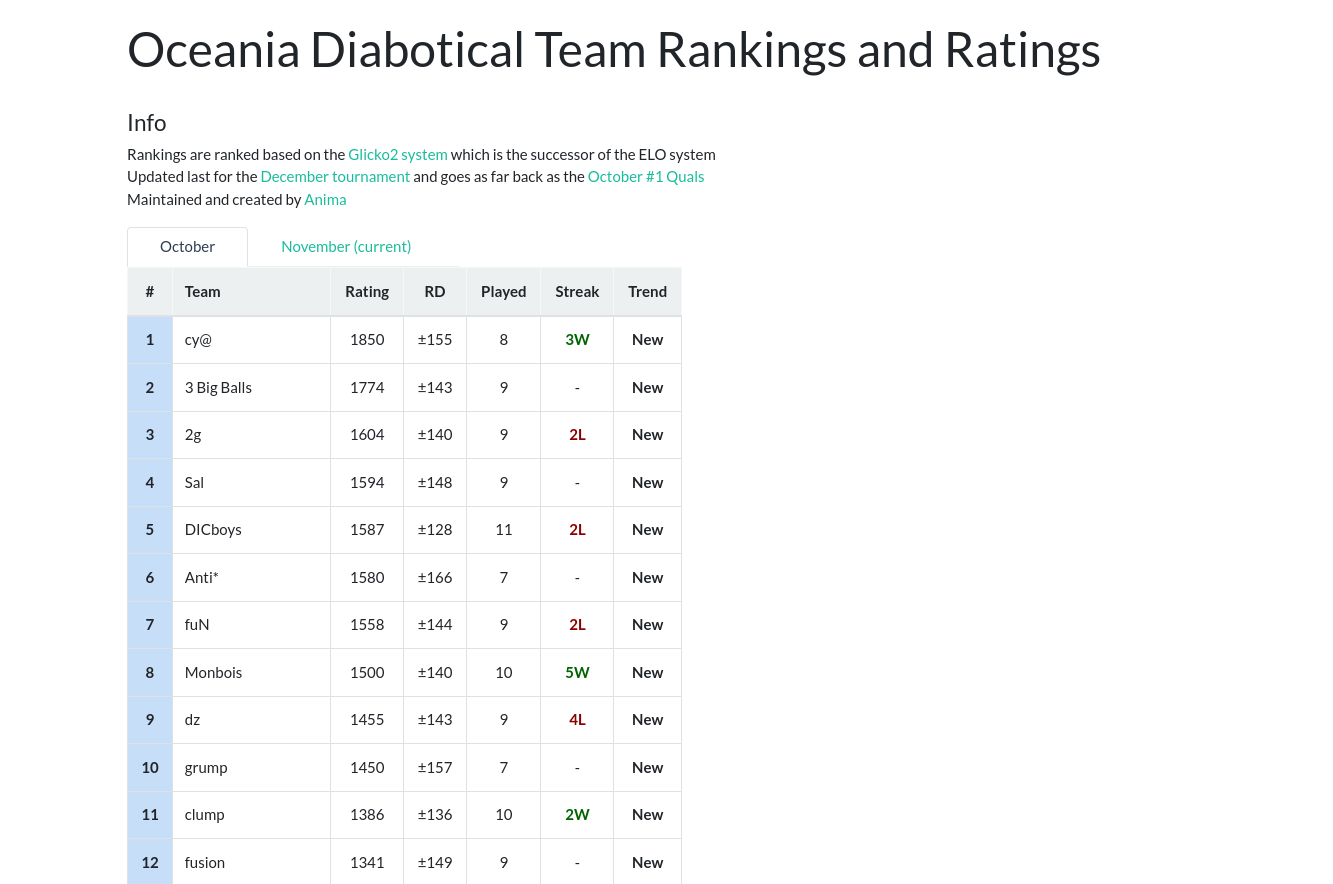 Oceania Diabotical Team Rankings and Ratings
Info
Rankings are ranked based on the Glicko2 system which is the successor of the ELO system
Updated last for the December tournament and goes as far back as the October #1 Quals
Maintained and created by Anima
October November (current)
# Team Rating RD Played Streak Trend
1 cy@ 1850 ±155 8 3W New
2 3 Big Balls 1774 ±143 9 - New
3 2g 1604 ±140 9 2L New
4 Sal 1594 ±148 9 - New
5 DICboys 1587 ±128 11 2L New
6 Anti* 1580 ±166 7 - New
7 fuN 1558 ±144 9 2L New
8 Monbois 1500 ±140 10 5W New
9 dz 1455 ±143 9 4L New
10 grump 1450 ±157 7 - New
11 clump 1386 ±136 10 2W New
12 fusion 1341 ±149 9 - New